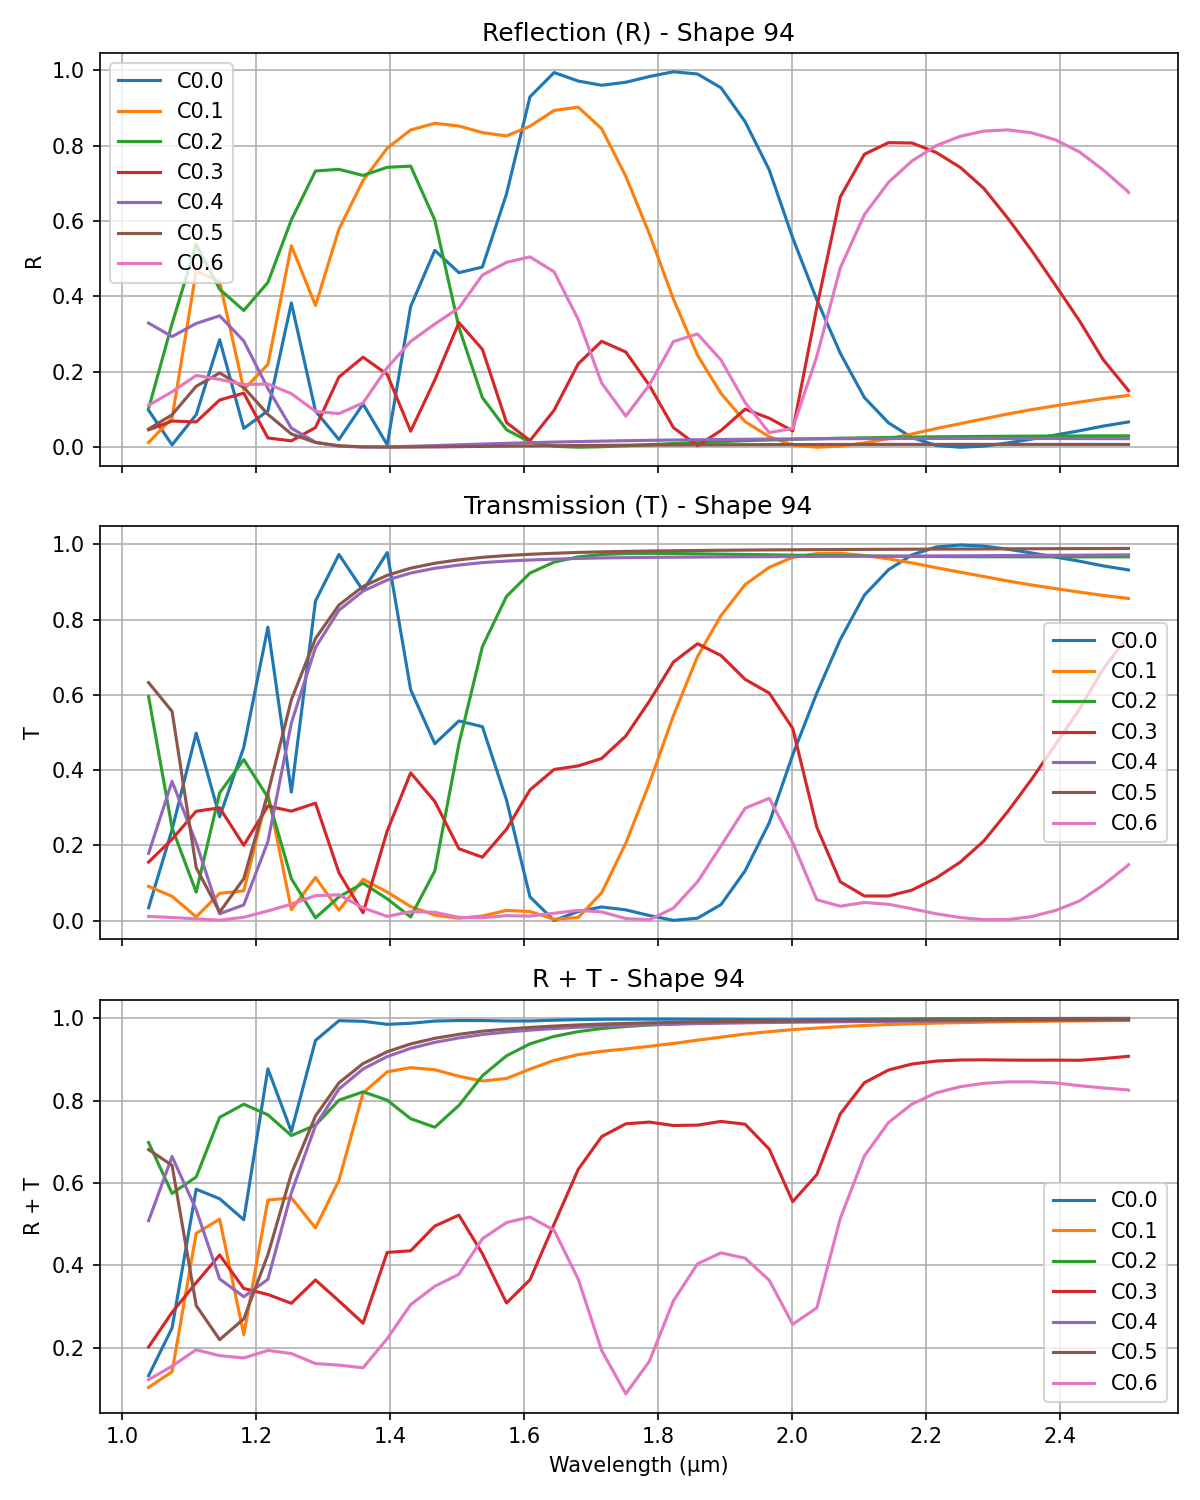 Reflection (R) - Shape 94
1.0
0.8
0.6
0.4
0.2
0.0
R
C0.0
C0.1
C0.2
C0.3
C0.4
C0.5
C0.6
Transmission (T) - Shape 94
1.0
0.8
0.6
0.4
0.2
0.0
T
C0.0
C0.1
C0.2
C0.3
C0.4
C0.5
C0.6
R + T - Shape 94
1.0
0.8
0.6
0.4
0.2
R + T
C0.0
C0.1
C0.2
C0.3
C0.4
C0.5
C0.6
1.0 1.2 1.4 1.6 1.8 2.0 2.2 2.4
Wavelength (μm)